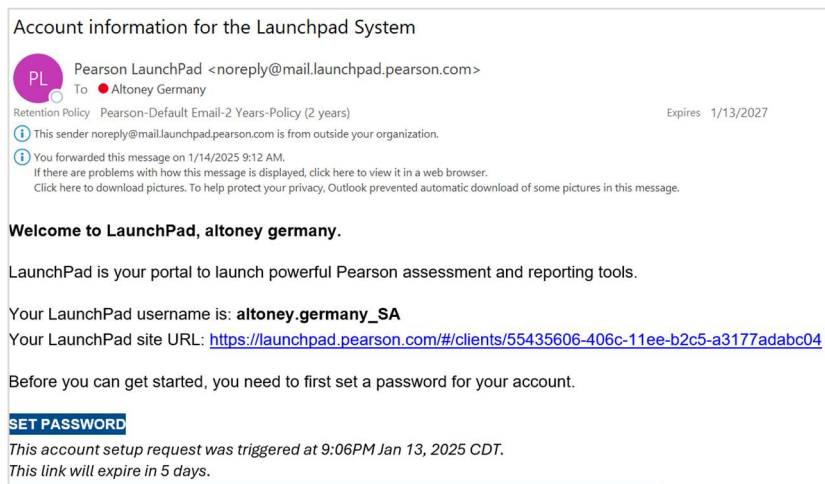 Account information for the Launchpad System
PL
Pearson LaunchPad <noreply@mail.launchpad.pearson.com>
To Altoney Germany
Retention Policy Pearson-Default Email-2 Years-Policy (2 years) Expires 1/13/2027
This sender noreply@mail.launchpad.pearson.com is from outside your organization.
You forwarded this message on 1/14/2025 9:12 AM.
If there are problems with how this message is displayed, click here to view it in a web browser.
Click here to download pictures. To help protect your privacy, Outlook prevented automatic download of some pictures in this message.
Welcome to LaunchPad, altoney germany.
LaunchPad is your portal to launch powerful Pearson assessment and reporting tools.
Your LaunchPad username is: altoney.germany_SA
Your LaunchPad site URL: https://launchpad.pearson.com/#/clients/55435606-406c-11ee-b2c5-a3177adabc04
Before you can get started, you need to first set a password for your account.
SET PASSWORD
This account setup request was triggered at 9:06PM Jan 13, 2025 CDT.
This link will expire in 5 days.